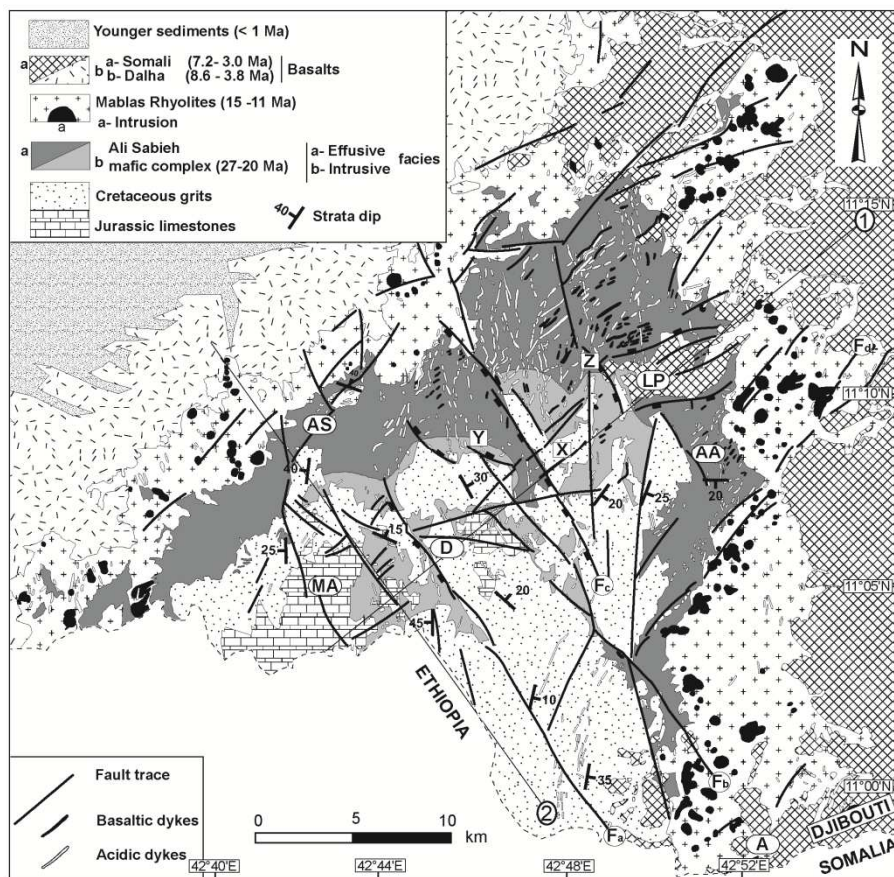 Younger sediments (< 1 Ma)
a
b
a- Somali (7.2- 3.0 Ma)
b- Dalha (8.6 - 3.8 Ma)
Basalts
Mablas Rhyolites (15 -11 Ma)
a
a- Intrusion
a
b
Ali Sabieh
mafic complex (27-20 Ma)
a- Effusive
b- Intrusive
facies
Cretaceous grits
Jurassic limestones
40
Strata dip
N
11°15'N
1
Fd
Z
LP
11°10'N
40
AS
Y
X
AA
40
30
20
25
20
15
D
25
MA
Fc
11°05'N
20
45
ETHIOPIA
10
35
Fb
11°00'N
2
Fa
A
DJIBOUTI
SOMALIA
Fault trace
Basaltic dykes
Acidic dykes
0 5 10
km
42°40'E
42°44'E
42°48'E
42°52'E